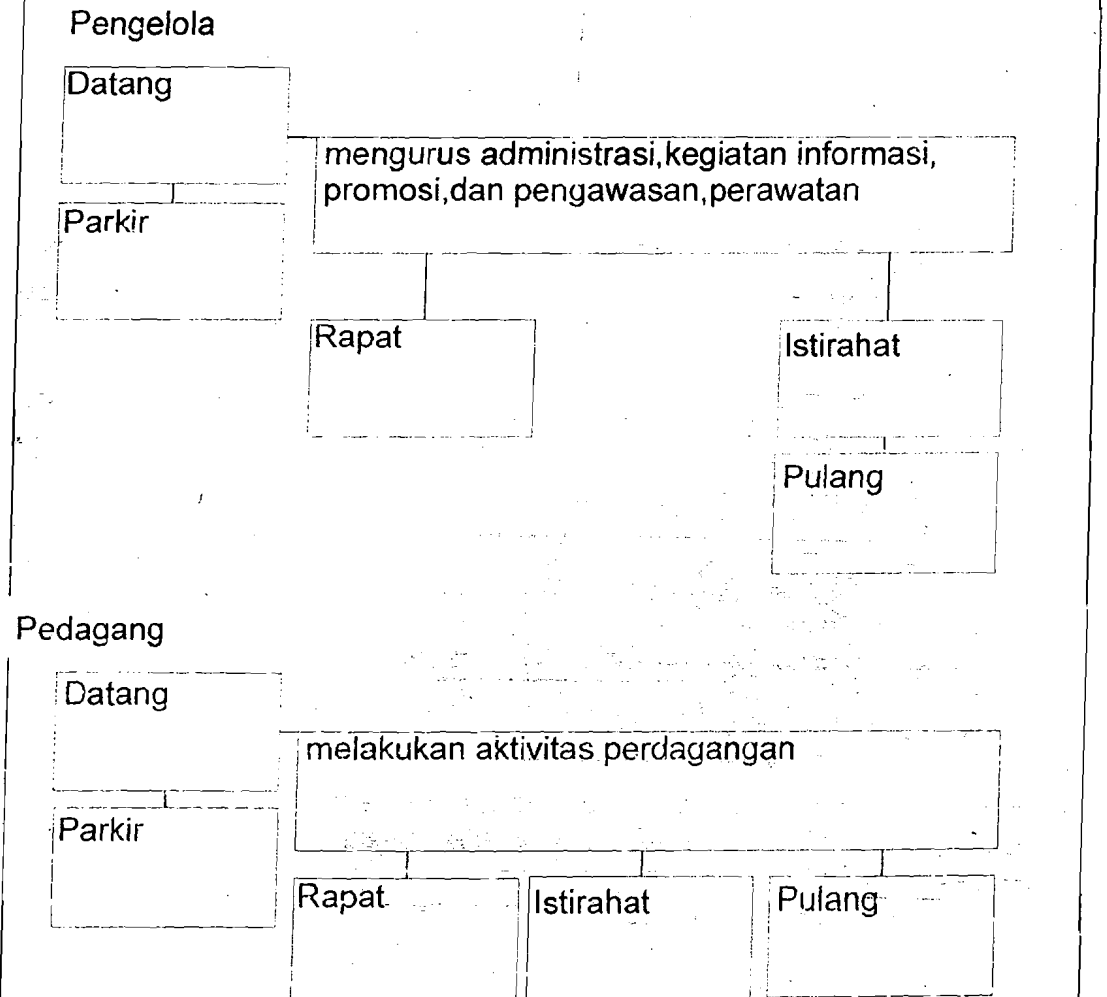 Pengelola
Datang
mengurus administrasi,kegiatan informasi,
promosi,dan pengawasan,perawatan
Parkir
Rapat
Istirahat
Pulang
Pedagang
Datang
melakukan aktivitas perdagangan
Parkir
Rapat
Istirahat
Pulang